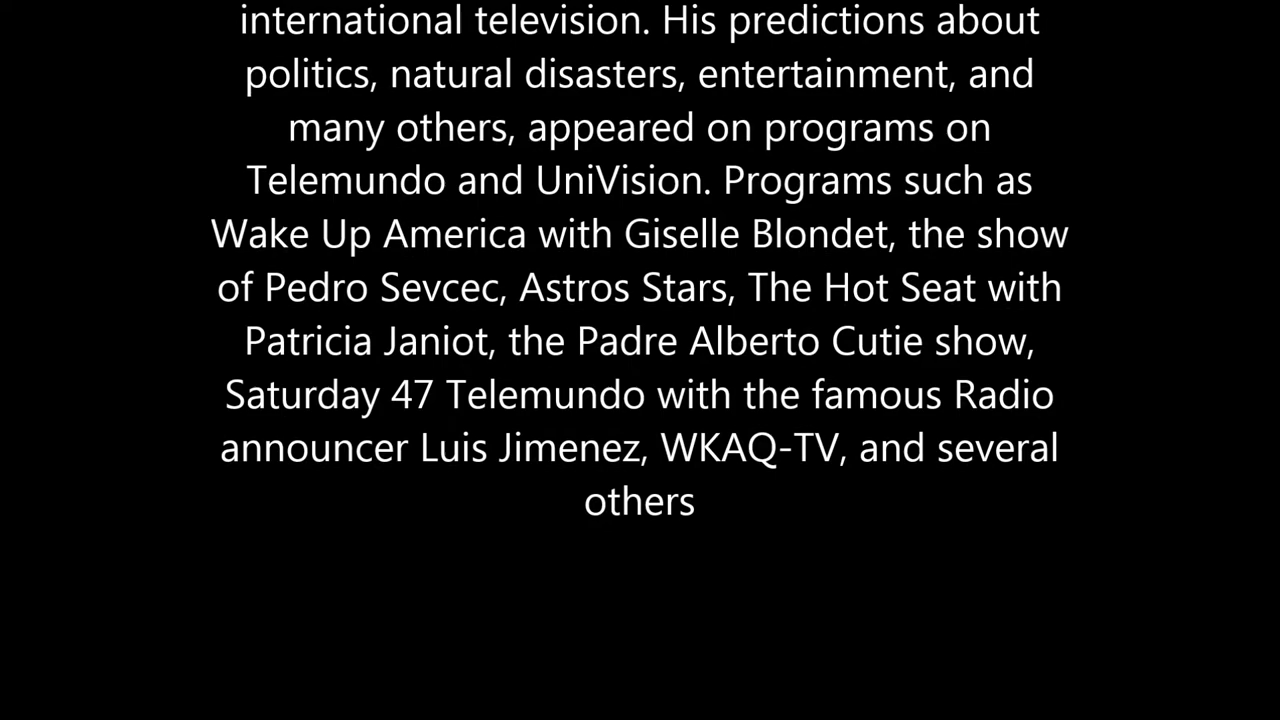 international television. His predictions about
politics, natural disasters, entertainment, and
many others, appeared on programs on
Telemundo and UniVision. Programs such as
Wake Up America with Giselle Blondet, the show
of Pedro Sevcec, Astros Stars, The Hot Seat with
Patricia Janiot, the Padre Alberto Cutie show,
Saturday 47 Telemundo with the famous Radio
announcer Luis Jimenez, WKAQ-TV, and several
others